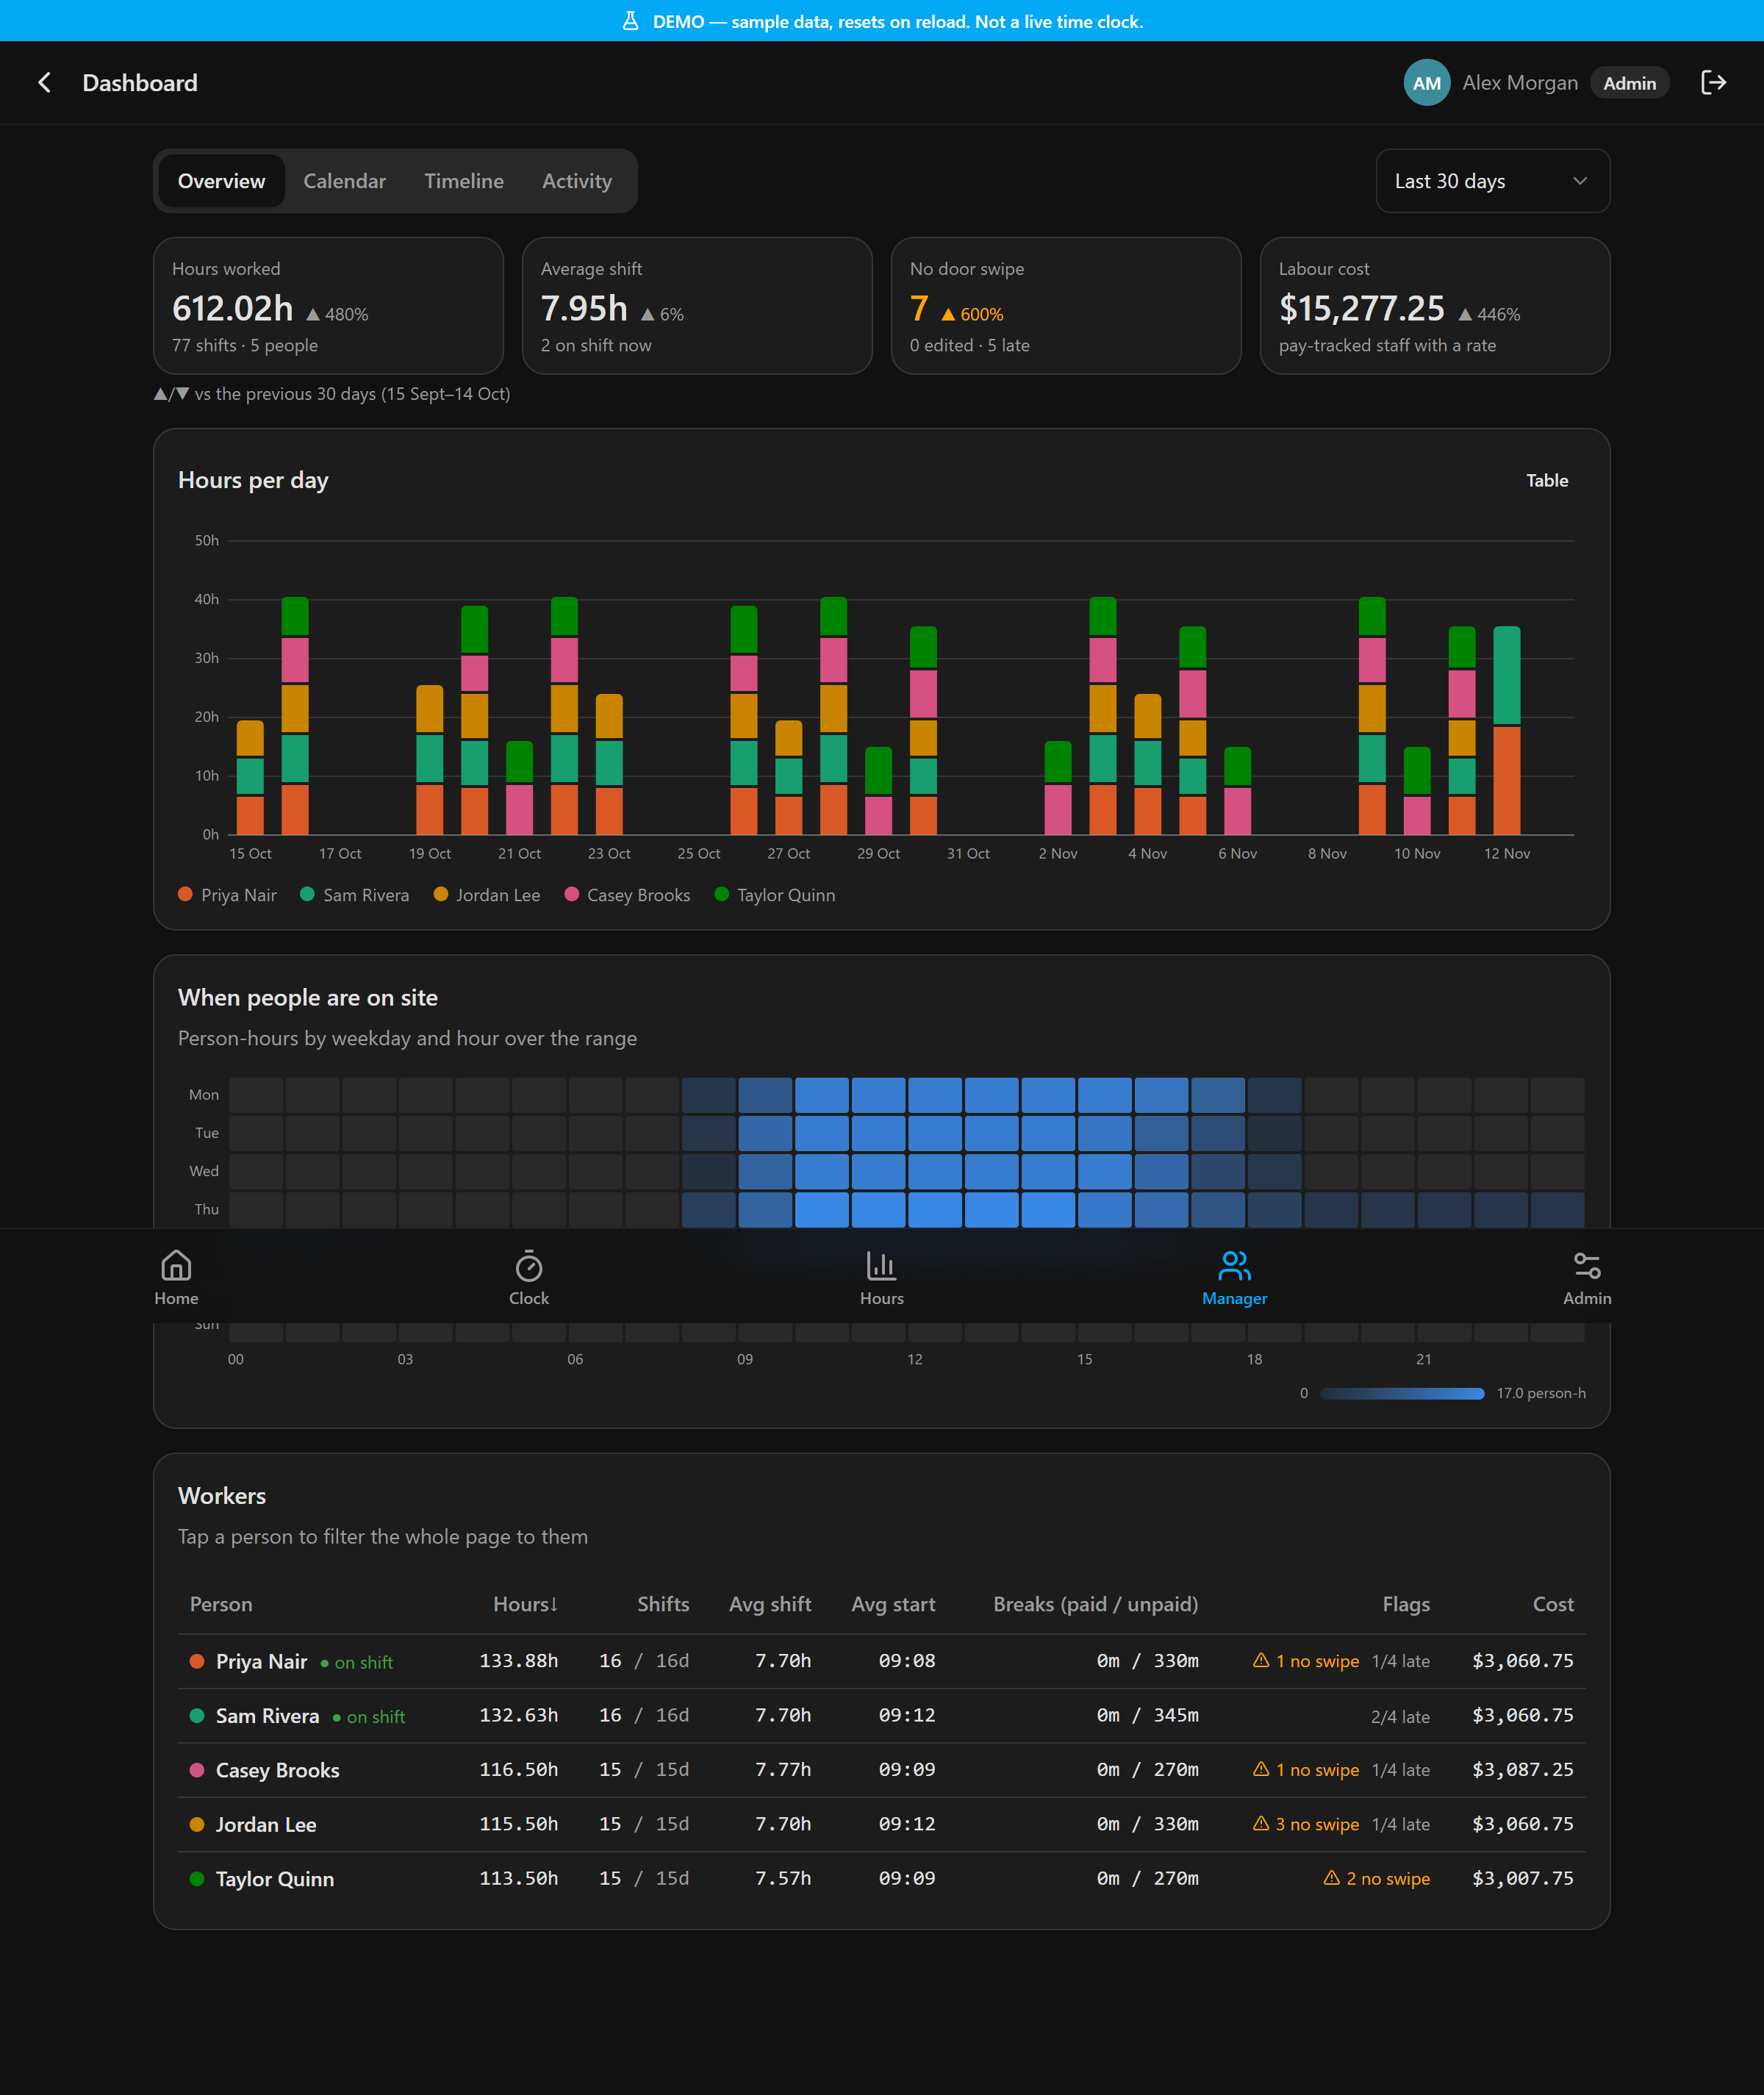 DEMO — sample data, resets on reload. Not a live time clock.
Dashboard
AM Alex Morgan Admin
Overview Calendar Timeline Activity
Last 30 days
Hours worked
612.02h ▲ 480%
77 shifts · 5 people
Average shift
7.95h ▲ 6%
2 on shift now
No door swipe
7 ▲ 600%
0 edited · 5 late
Labour cost
$15,277.25 ▲ 446%
pay-tracked staff with a rate
▲/▼ vs the previous 30 days (15 Sept–14 Oct)
Hours per day
Table
50h
40h
30h
20h
10h
0h
15 Oct 17 Oct 19 Oct 21 Oct 23 Oct 25 Oct 27 Oct 29 Oct 31 Oct 2 Nov 4 Nov 6 Nov 8 Nov 10 Nov 12 Nov
Priya Nair Sam Rivera Jordan Lee Casey Brooks Taylor Quinn
When people are on site
Person-hours by weekday and hour over the range
Mon
Tue
Wed
Thu
Home Clock Hours Manager Admin
Sun
00 03 06 09 12 15 18 21
0 17.0 person-h
Workers
Tap a person to filter the whole page to them
Person Hours↓ Shifts Avg shift Avg start Breaks (paid / unpaid) Flags Cost
Priya Nair • on shift 133.88h 16 / 16d 7.70h 09:08 0m / 330m 1 no swipe 1/4 late $3,060.75
Sam Rivera • on shift 132.63h 16 / 16d 7.70h 09:12 0m / 345m 2/4 late $3,060.75
Casey Brooks 116.50h 15 / 15d 7.77h 09:09 0m / 270m 1 no swipe 1/4 late $3,087.25
Jordan Lee 115.50h 15 / 15d 7.70h 09:12 0m / 330m 3 no swipe 1/4 late $3,060.75
Taylor Quinn 113.50h 15 / 15d 7.57h 09:09 0m / 270m 2 no swipe $3,007.75